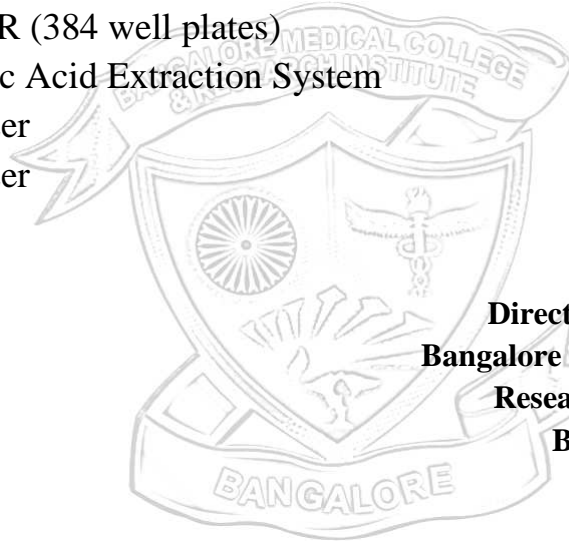 R (384 well plates)
BANGALORE MEDICAL COLLEGE
& RESEARCH INSTITUTE
c Acid Extraction System
er
er
Direct
Bangalore
Resea
B
BANGALORE